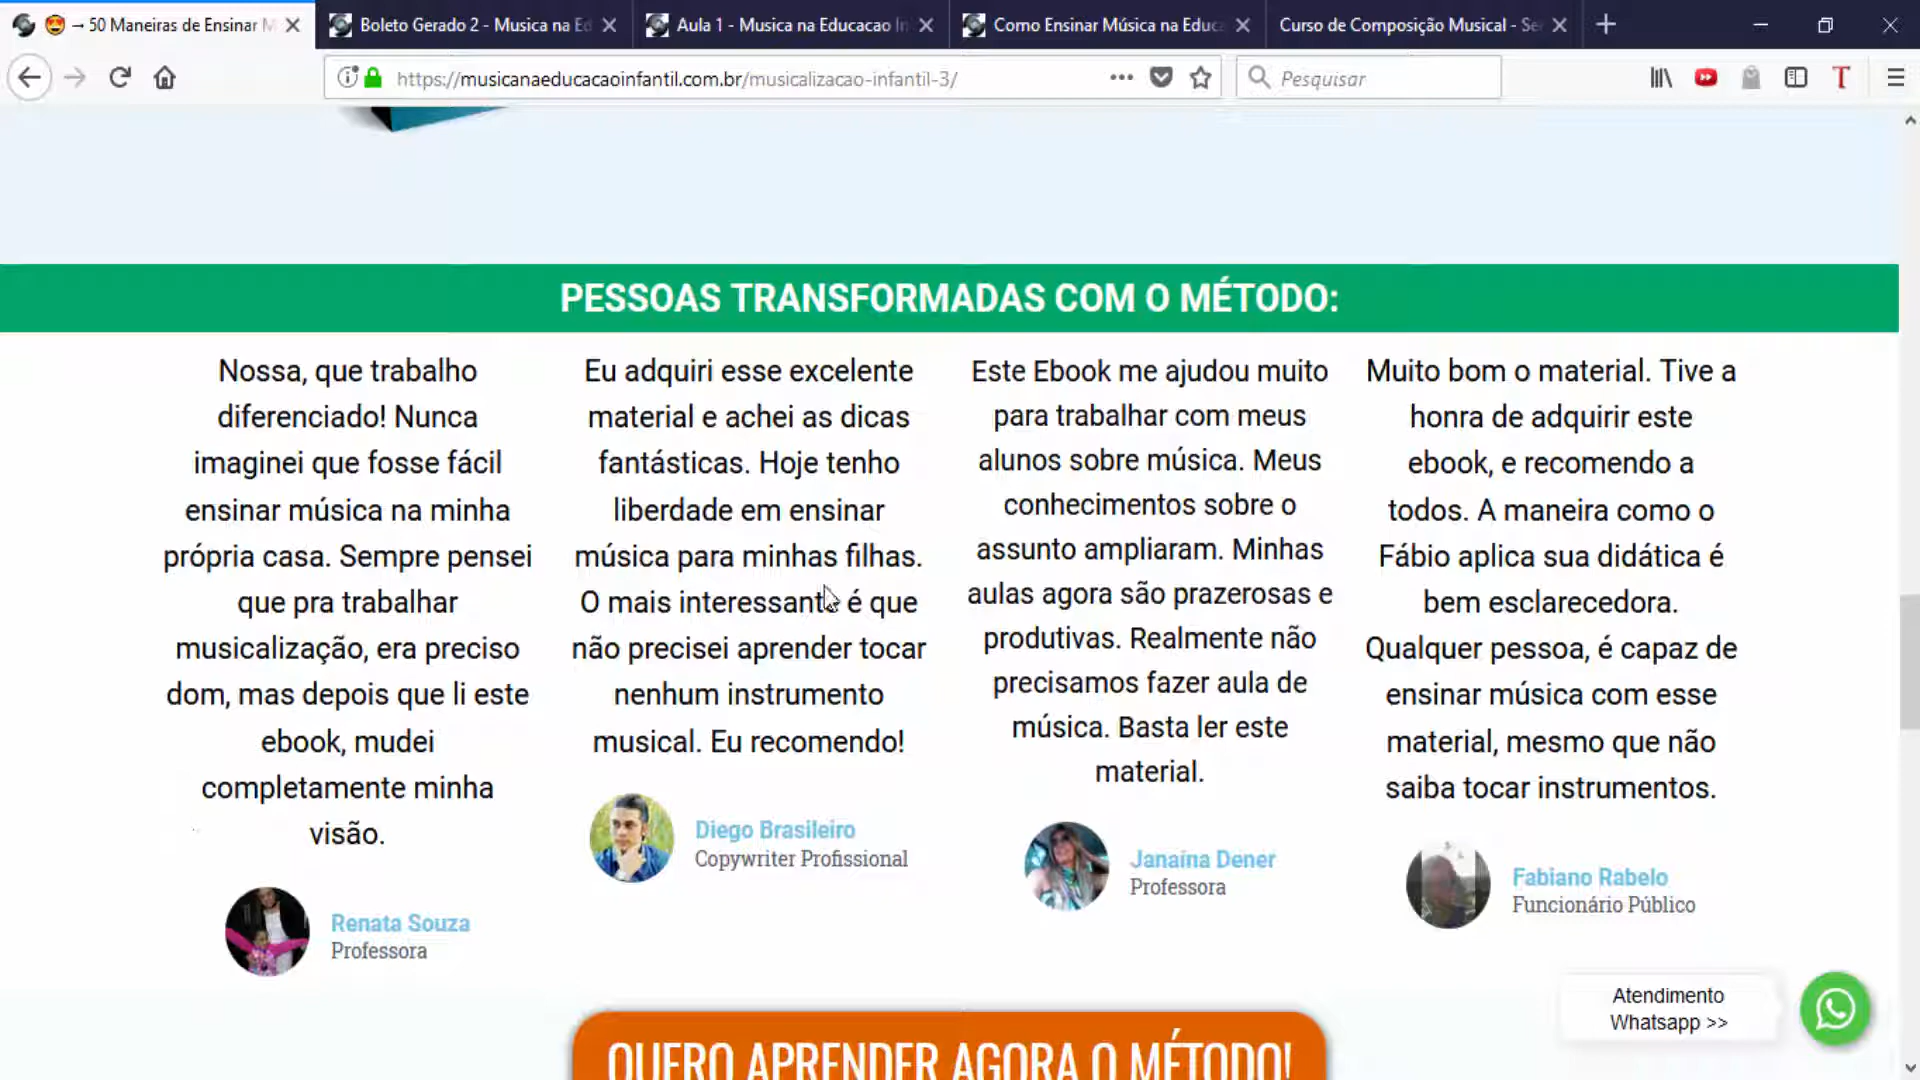 → 50 Maneiras de Ensinar M
Boleto Gerado 2 - Musica na Ed
Aula 1 - Musica na Educacao In
Como Ensinar Música na Educa
Curso de Composição Musical - Se
https://musicanaeducacaoinfantil.com.br/musicalizacao-infantil-3/
Pesquisar
PESSOAS TRANSFORMADAS COM O MÉTODO:
Nossa, que trabalho
diferenciado! Nunca
imaginei que fosse fácil
ensinar música na minha
própria casa. Sempre pensei
que pra trabalhar
musicalização, era preciso
dom, mas depois que li este
ebook, mudei
completamente minha
visão.
Renata Souza
Professora
Eu adquiri esse excelente
material e achei as dicas
fantásticas. Hoje tenho
liberdade em ensinar
música para minhas filhas.
O mais interessante é que
não precisei aprender tocar
nenhum instrumento
musical. Eu recomendo!
Diego Brasileiro
Copywriter Profissional
Este Ebook me ajudou muito
para trabalhar com meus
alunos sobre música. Meus
conhecimentos sobre o
assunto ampliaram. Minhas
aulas agora são prazerosas e
produtivas. Realmente não
precisamos fazer aula de
música. Basta ler este
material.
Janaína Dener
Professora
Muito bom o material. Tive a
honra de adquirir este
ebook, e recomendo a
todos. A maneira como o
Fábio aplica sua didática é
bem esclarecedora.
Qualquer pessoa, é capaz de
ensinar música com esse
material, mesmo que não
saiba tocar instrumentos.
Fabiano Rabelo
Funcionário Público
Atendimento
Whatsapp >>
QUERO APRENDER AGORA O MÉTODO!